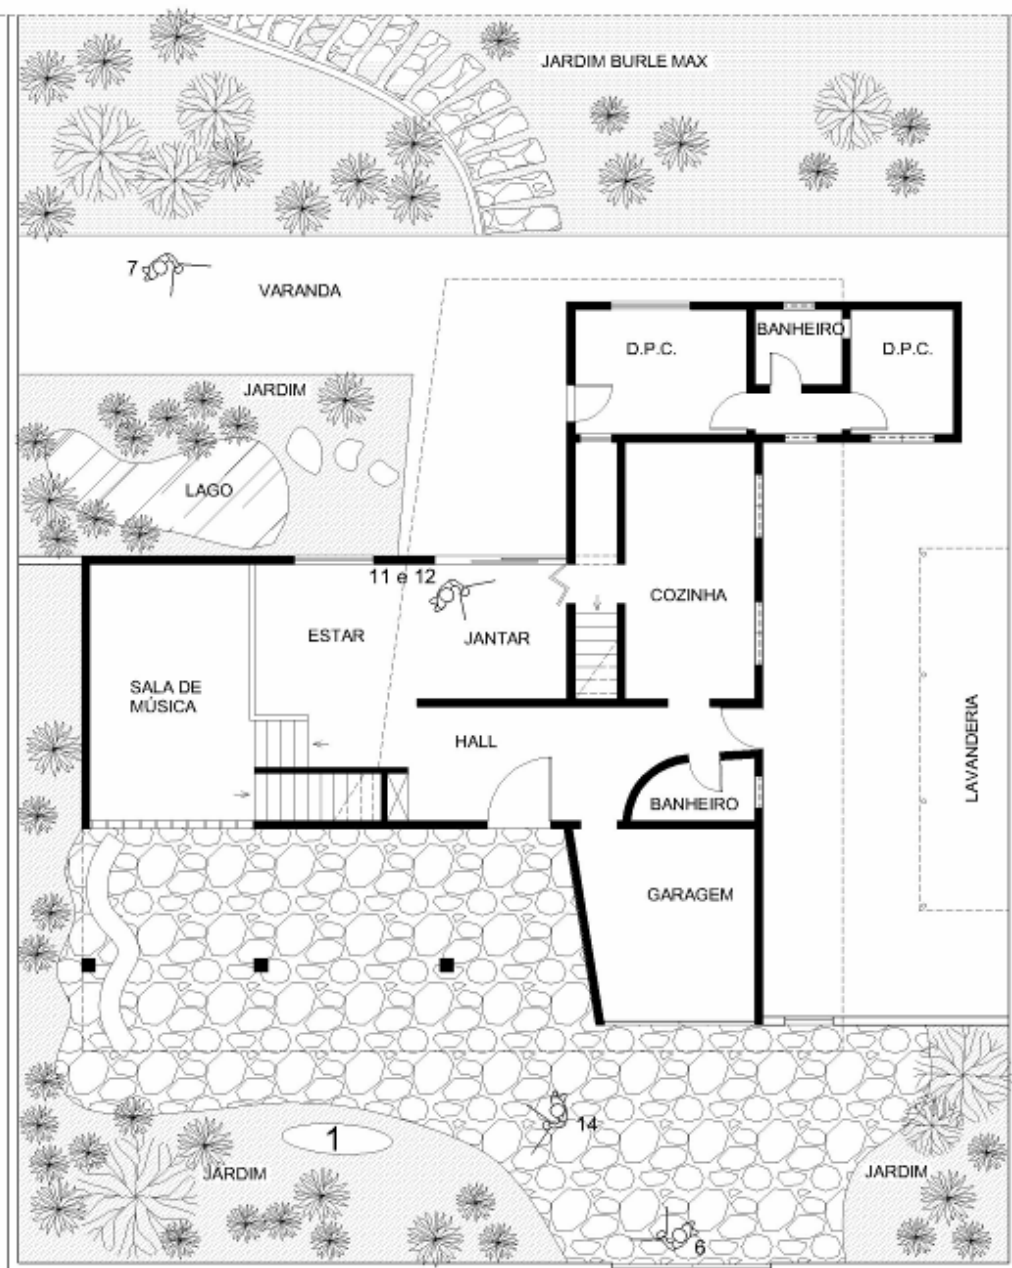 JARDIM BURLE MAX
7
VARANDA
BANHEIRO
D.P.C.
D.P.C.
JARDIM
LAGO
11 e 12
COZINHA
ESTAR
JANTAR
SALA DE
MÚSICA
HALL
LAVANDERIA
BANHEIRO
GARAGEM
14
1
JARDIM
JARDIM
6